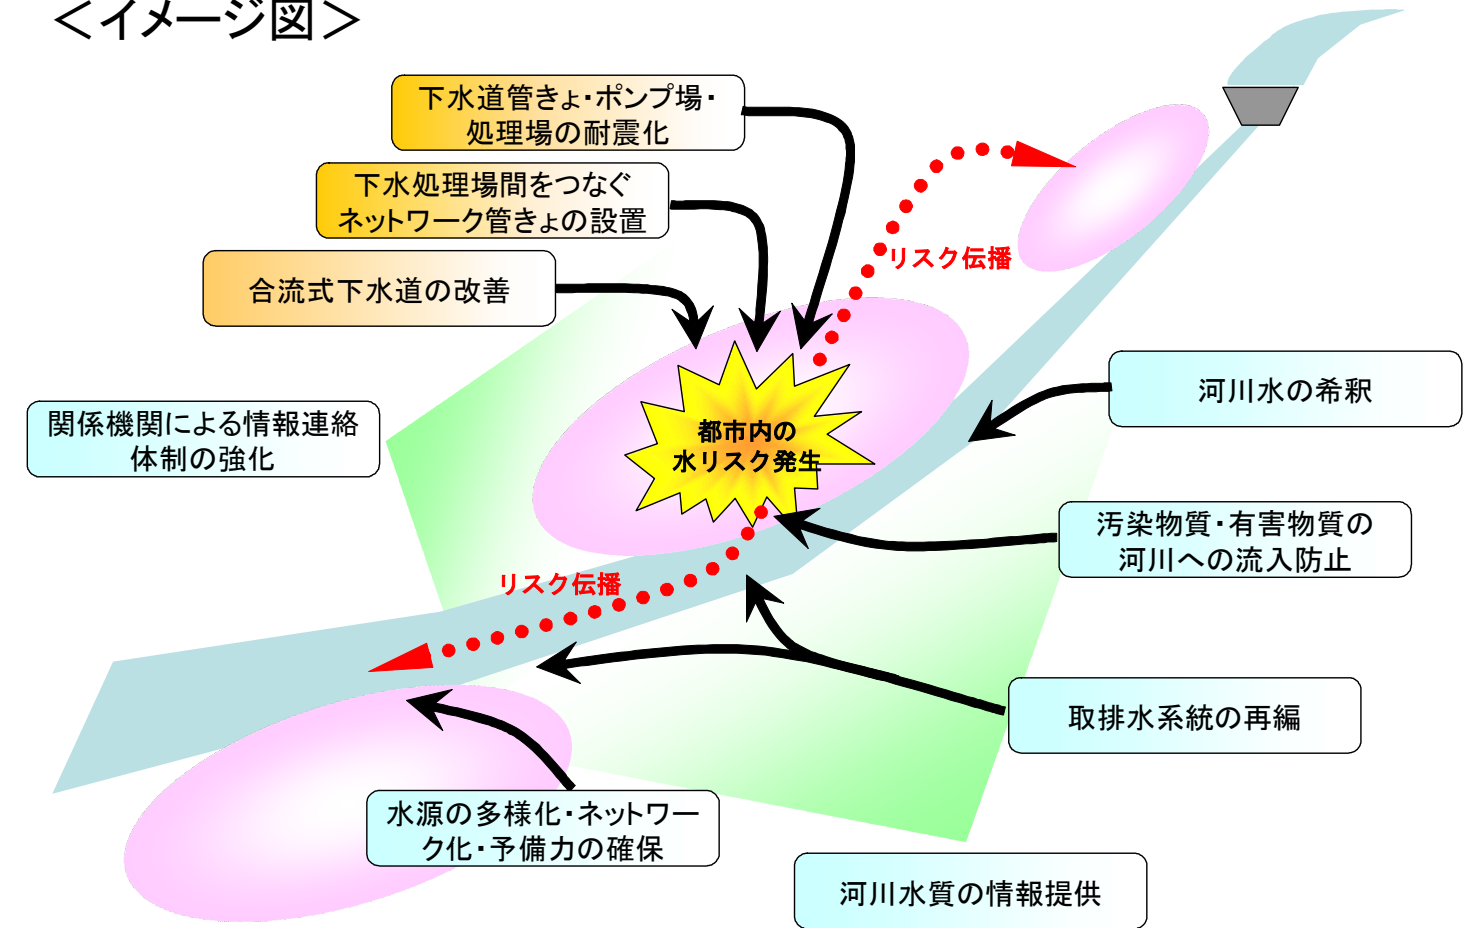 ＜イメージ図＞
下水道管きょ・ポンプ場・
処理場の耐震化
下水処理場間をつなぐ
ネットワーク管きょの設置
合流式下水道の改善
リスク伝播
関係機関による情報連絡
体制の強化
都市内の
水リスク発生
河川水の希釈
汚染物質・有害物質の
河川への流入防止
リスク伝播
取排水系統の再編
水源の多様化・ネットワー
ク化・予備力の確保
河川水質の情報提供